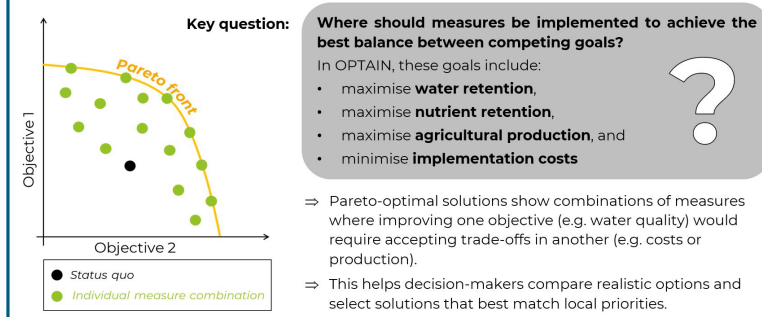 Key question:
Where should measures be implemented to achieve the
best balance between competing goals?
In OPTAIN, these goals include:
• maximise water retention,
• maximise nutrient retention,
• maximise agricultural production, and
• minimise implementation costs
?
Pareto front
Objective 1
Objective 2
Status quo
Individual measure combination
⇒ Pareto-optimal solutions show combinations of measures
where improving one objective (e.g. water quality) would
require accepting trade-offs in another (e.g. costs or
production).
⇒ This helps decision-makers compare realistic options and
select solutions that best match local priorities.